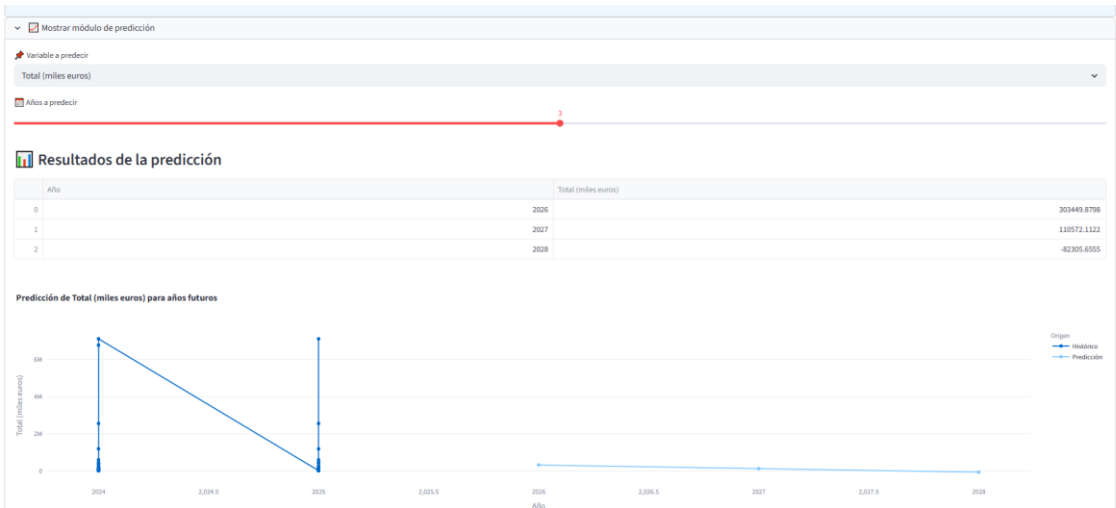 Mostrar módulo de predicción
Variable a predecir
Total (miles euros)
Años a predecir
3
Resultados de la predicción
Año Total (miles euros)
0 2026 303449.8798
1 2027 110572.1122
2 2028 -82305.6555
Predicción de Total (miles euros) para años futuros
Origen
Histórico
Predicción
Total (miles euros)
6M
4M
2M
0
2024 2,024.5 2025 2,025.5 2026 2,026.5 2027 2,027.5 2028
Año